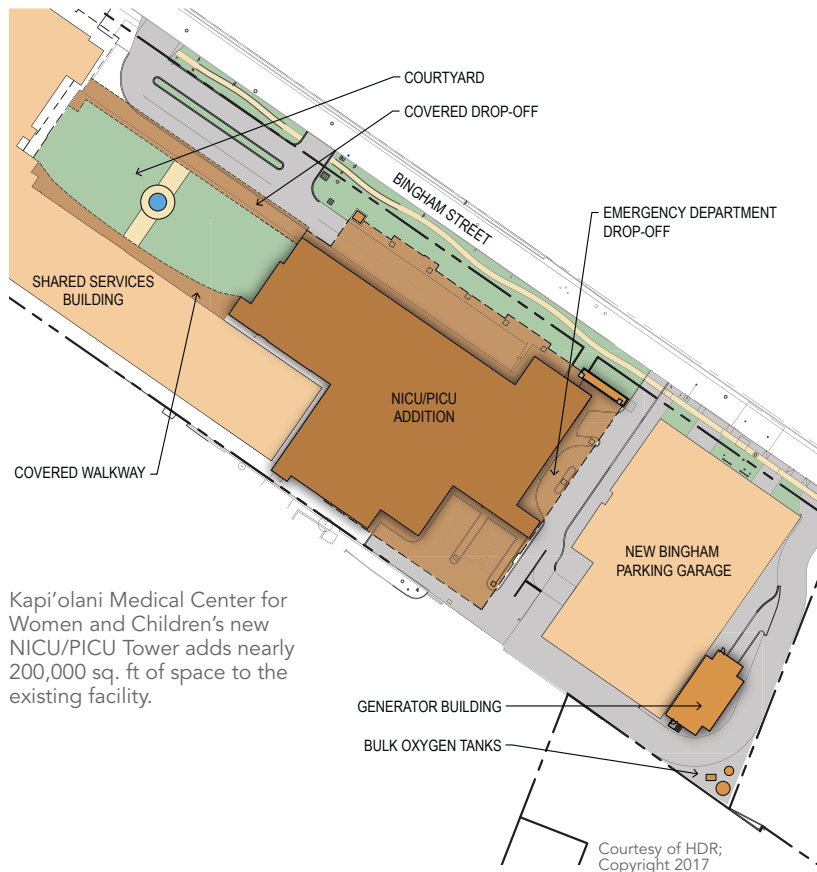 COURTYARD
COVERED DROP-OFF
BINGHAM STREET
EMERGENCY DEPARTMENT
DROP-OFF
SHARED SERVICES
BUILDING
NICU/PICU
ADDITION
COVERED WALKWAY
NEW BINGHAM
PARKING GARAGE
Kapi’olani Medical Center for
Women and Children’s new
NICU/PICU Tower adds nearly
200,000 sq. ft of space to the
existing facility.
GENERATOR BUILDING
BULK OXYGEN TANKS
Courtesy of HDR;
Copyright 2017